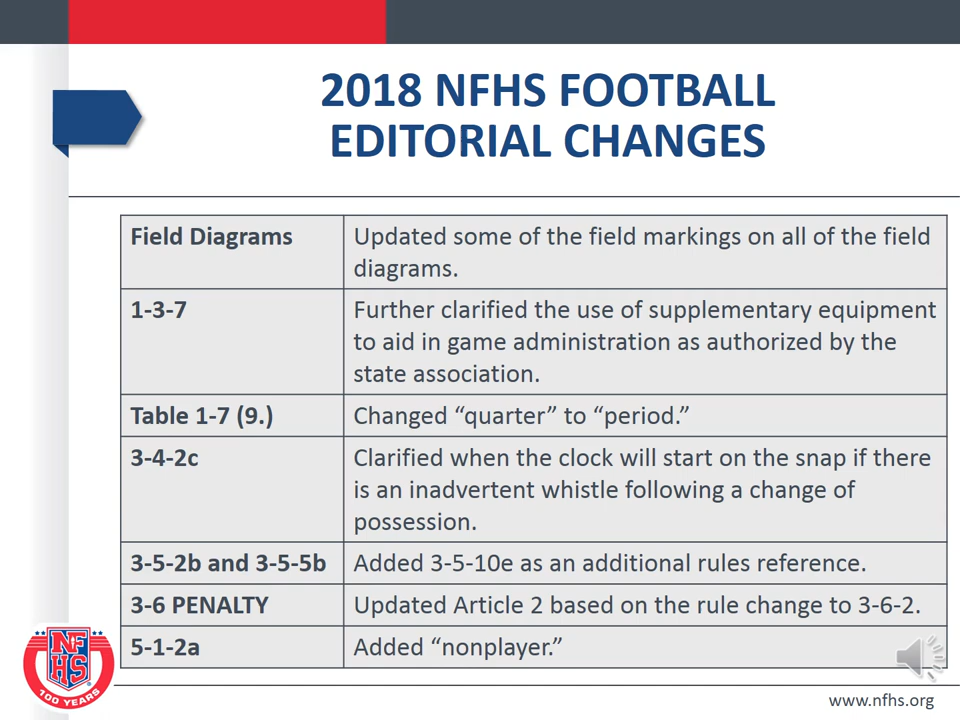 2018 NFHS FOOTBALL
EDITORIAL CHANGES
Field Diagrams
Updated some of the field markings on all of the field
diagrams.
1-3-7
Further clarified the use of supplementary equipment
to aid in game administration as authorized by the
state association.
Table 1-7 (9.)
Changed “quarter” to “period.”
3-4-2c
Clarified when the clock will start on the snap if there
is an inadvertent whistle following a change of
possession.
3-5-2b and 3-5-5b
Added 3-5-10e as an additional rules reference.
3-6 PENALTY
Updated Article 2 based on the rule change to 3-6-2.
5-1-2a
Added “nonplayer.”
NF
HS
100 YEARS
www.nfhs.org